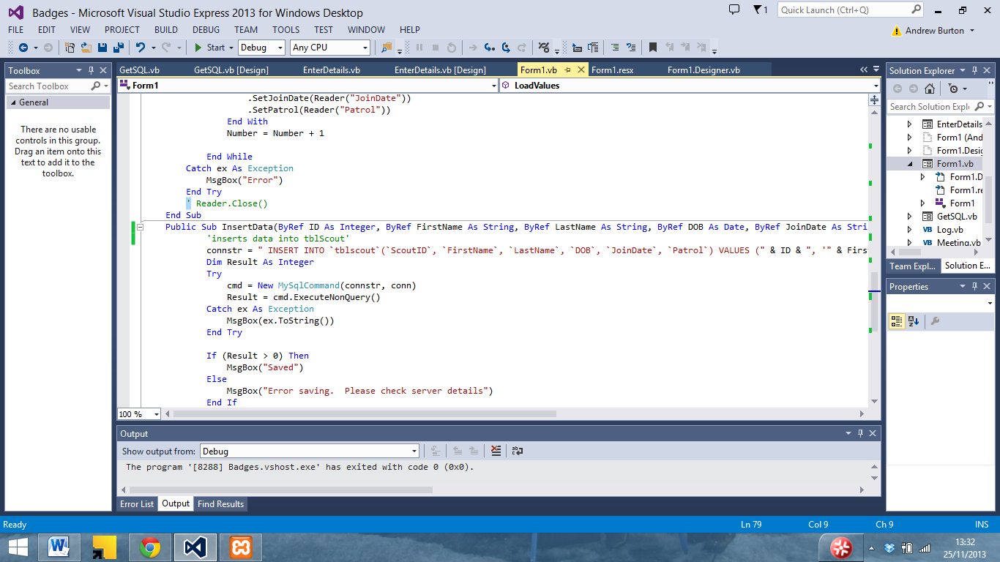 Badges - Microsoft Visual Studio Express 2013 for Windows Desktop
1
Quick Launch (Ctrl+Q)
FILE EDIT VIEW PROJECT BUILD DEBUG TEAM TOOLS TEST WINDOW HELP
Andrew Burton
Start Debug Any CPU
Toolbox
Search Toolbox
General
There are no usable
controls in this group.
Drag an item onto this
text to add it to the
toolbox.
GetSQL.vb GetSQL.vb [Design] EnterDetails.vb EnterDetails.vb [Design] Form1.vb Form1.resx Form1.Designer.vb
Form1 LoadValues
.SetJoinDate(Reader("JoinDate"))
.SetPatrol(Reader("Patrol"))
End With
Number = Number + 1
End While
Catch ex As Exception
MsgBox("Error")
End Try
' Reader.Close()
End Sub
Public Sub InsertData(ByRef ID As Integer, ByRef FirstName As String, ByRef LastName As String, ByRef DOB As Date, ByRef JoinDate As Stri
'inserts data into tblScout'
connstr = " INSERT INTO `tblscout`(`ScoutID`, `FirstName`, `LastName`, `DOB`, `JoinDate`, `Patrol`) VALUES (" & ID & ", '" & Firs
Dim Result As Integer
Try
cmd = New MySqlCommand(connstr, conn)
Result = cmd.ExecuteNonQuery()
Catch ex As Exception
MsgBox(ex.ToString())
End Try
If (Result > 0) Then
MsgBox("Saved")
Else
MsgBox("Error saving.  Please check server details")
End If
100 %
Output
Show output from: Debug
The program '[8288] Badges.vshost.exe' has exited with code 0 (0x0).
Error List Output Find Results
Solution Explorer
Search Solution Explo
EnterDetails
Form1 (And
Form1.Desig
Form1.vb
Form1.D
Form1.re
Form1
GetSQL.vb
VB Log.vb
VB Meeting.vb
Team Expl... Solution E...
Properties
Ready Ln 79 Col 9 Ch 9 INS
13:32
25/11/2013